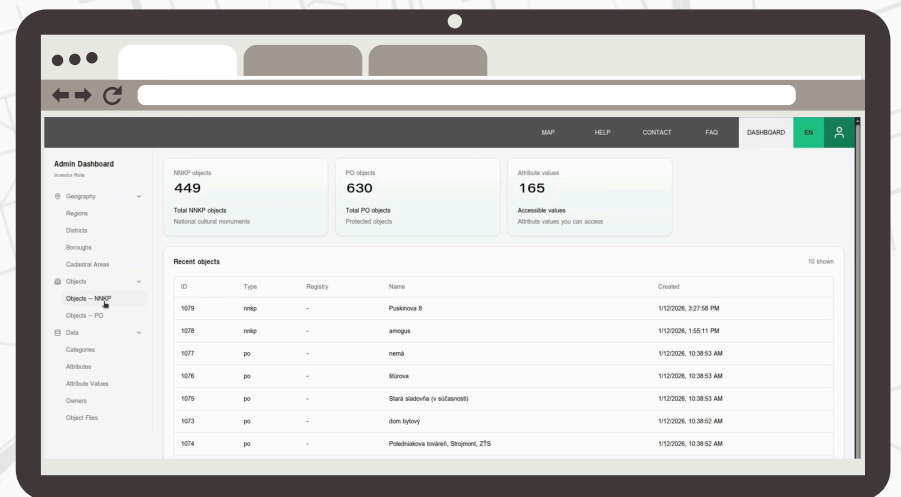 MAP HELP CONTACT FAQ DASHBOARD EN
Admin Dashboard
Investor Role
Geography
Regions
Districts
Boroughs
Cadastral Areas
Objects
Objects – NNKP
Objects – PO
Data
Categories
Attributes
Attribute Values
Owners
Object Files
NNKP objects
449
Total NNKP objects
National cultural monuments
PO objects
630
Total PO objects
Protected objects
Attribute values
165
Accessible values
Attribute values you can access
Recent objects 10 shown
ID Type Registry Name Created
1079 nnkp - Puskinova 8 1/12/2026, 3:27:58 PM
1078 nnkp - amogus 1/12/2026, 1:55:11 PM
1077 po - nemá 1/12/2026, 10:38:53 AM
1076 po - štúrova 1/12/2026, 10:38:53 AM
1075 po - Stará sladovňa (v súčasnosti) 1/12/2026, 10:38:53 AM
1073 po - dom bytový 1/12/2026, 10:38:52 AM
1074 po - Poledniakova továreň, Strojmont, ZŤS 1/12/2026, 10:38:52 AM